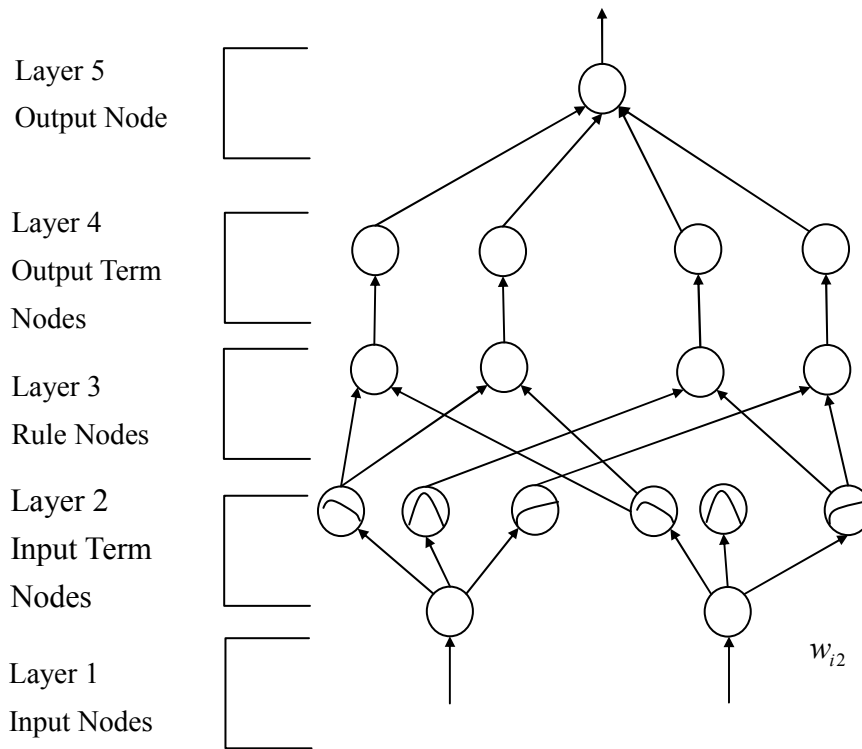 Layer 5
Output Node
Layer 4
Output Term
Nodes
Layer 3
Rule Nodes
Layer 2
Input Term
Nodes
w_{i2}
Layer 1
Input Nodes